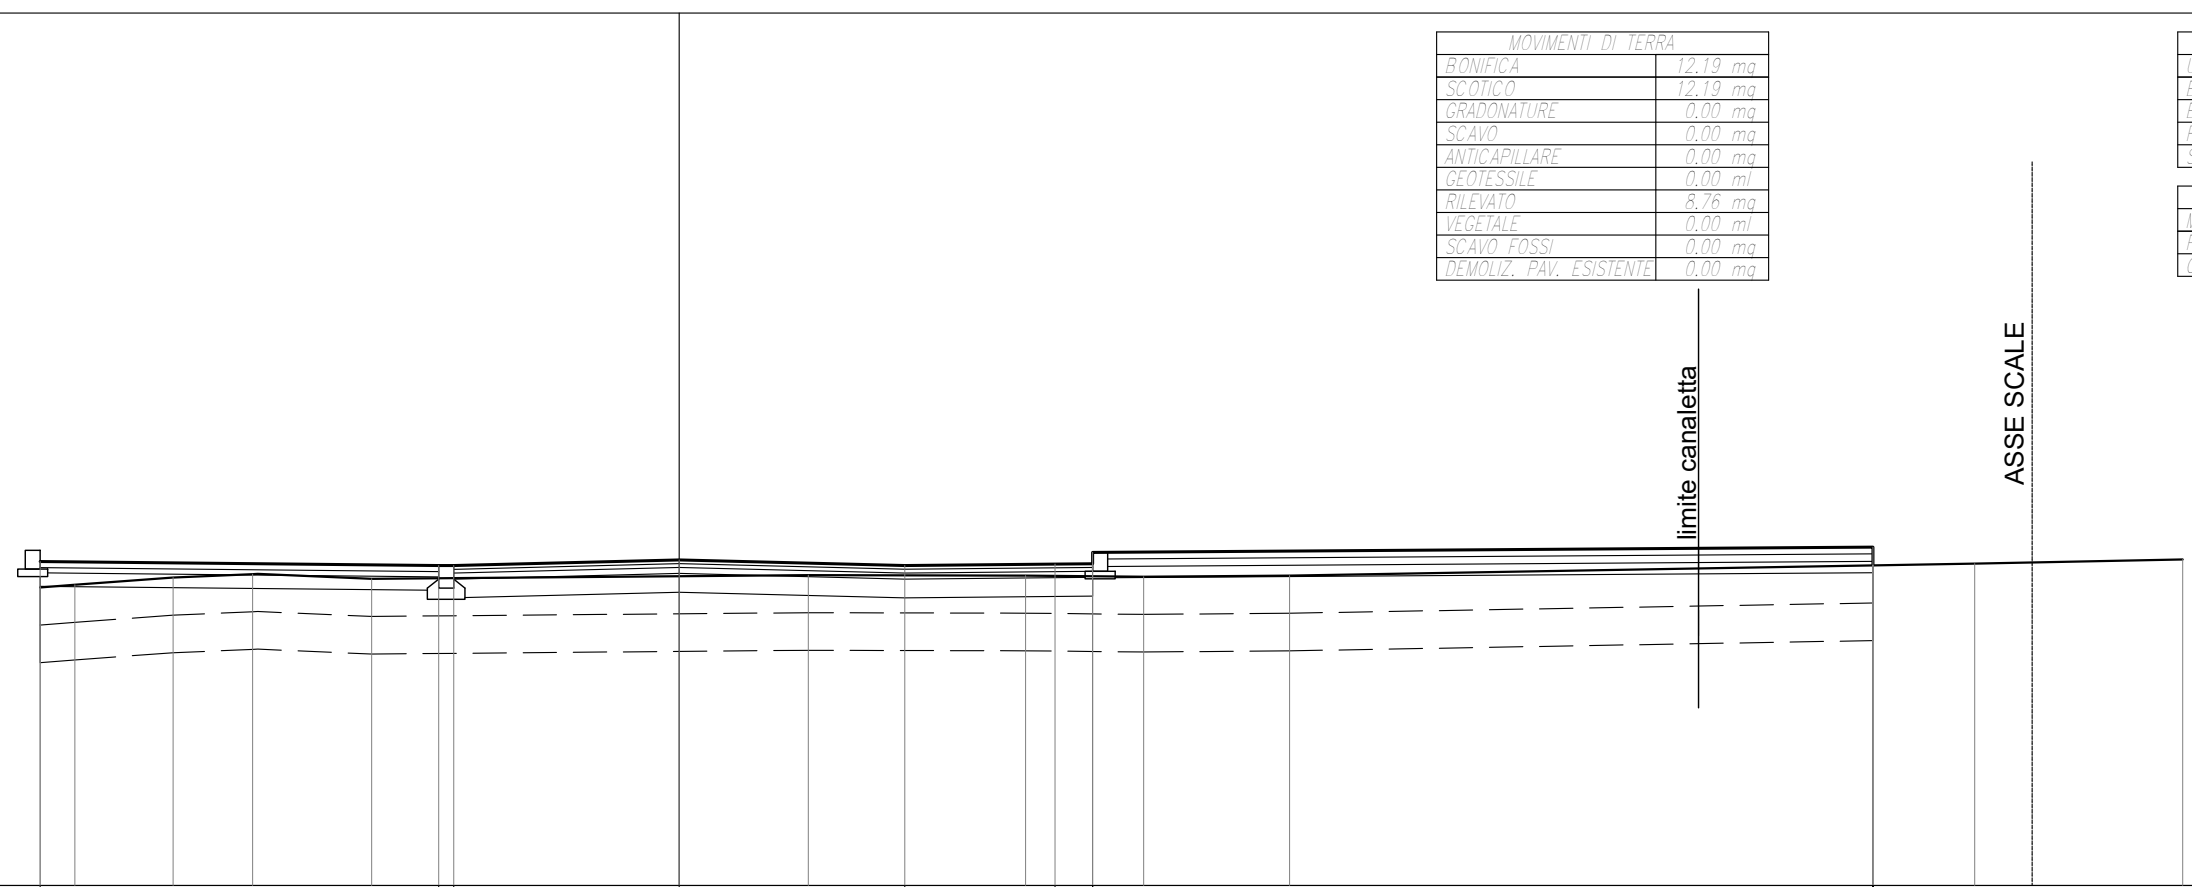 MOVIMENTI DI TERRA
BONIFICA 12.19 mq
SCOTICO 12.19 mq
GRADONATURE 0.00 mq
SCAVO 0.00 mq
ANTICAPILLARE 0.00 mq
GEOTESSILE 0.00 ml
RILEVATO 8.76 mq
VEGETALE 0.00 ml
SCAVO FOSSI 0.00 mq
DEMOLIZ. PAV. ESISTENTE 0.00 mq
limite canaletta
ASSE SCALE